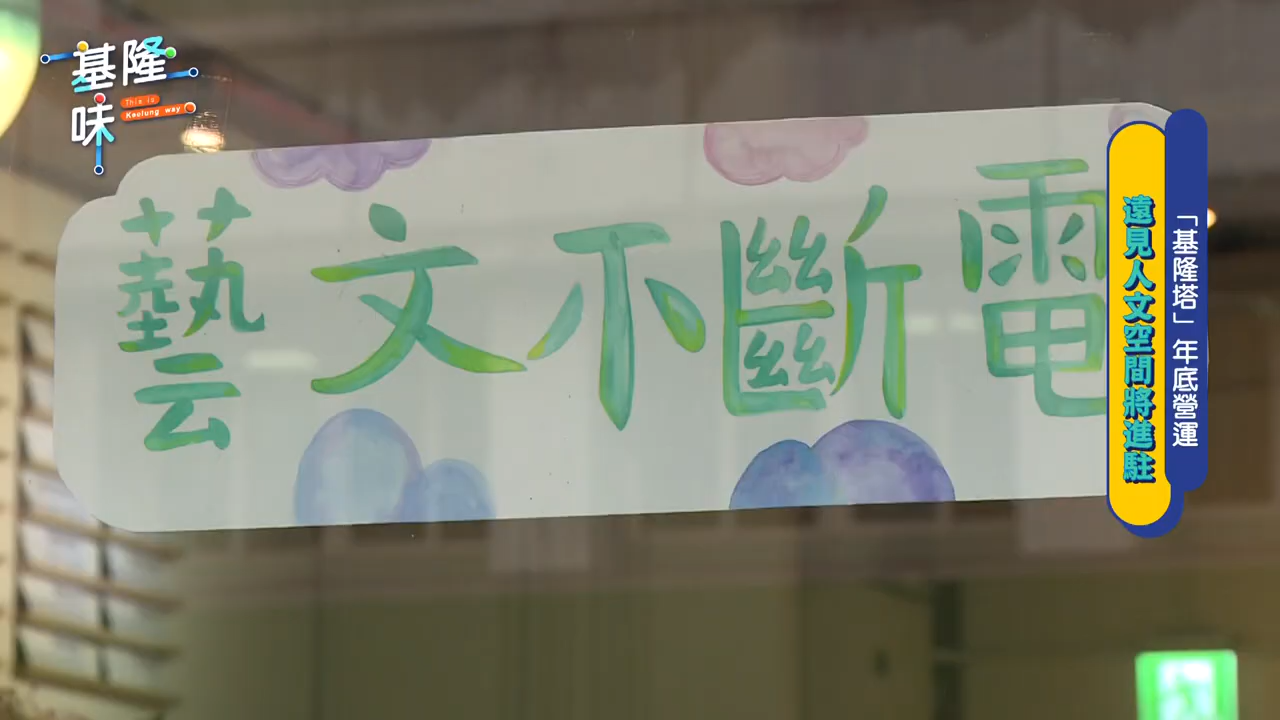 基隆
味
This is
Keelung way
藝文不斷電
「基隆塔」年底營運
遠見人文空間將進駐